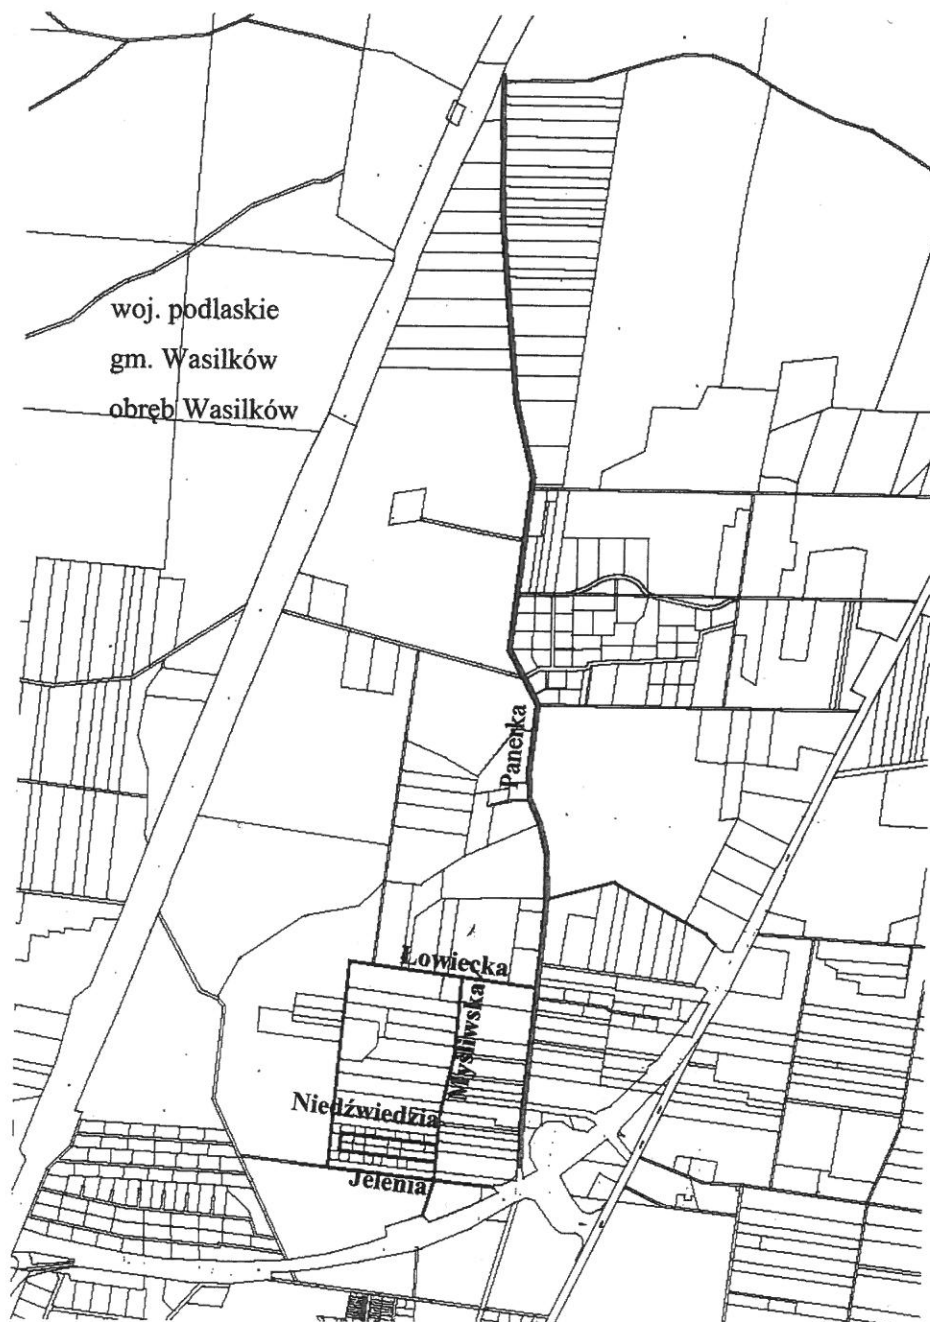 woj. podlaskie
gm. Wasilków
obręb Wasilków
Panerka
Łowiecka
Myśliwska
Niedźwiedzia
Jelenia